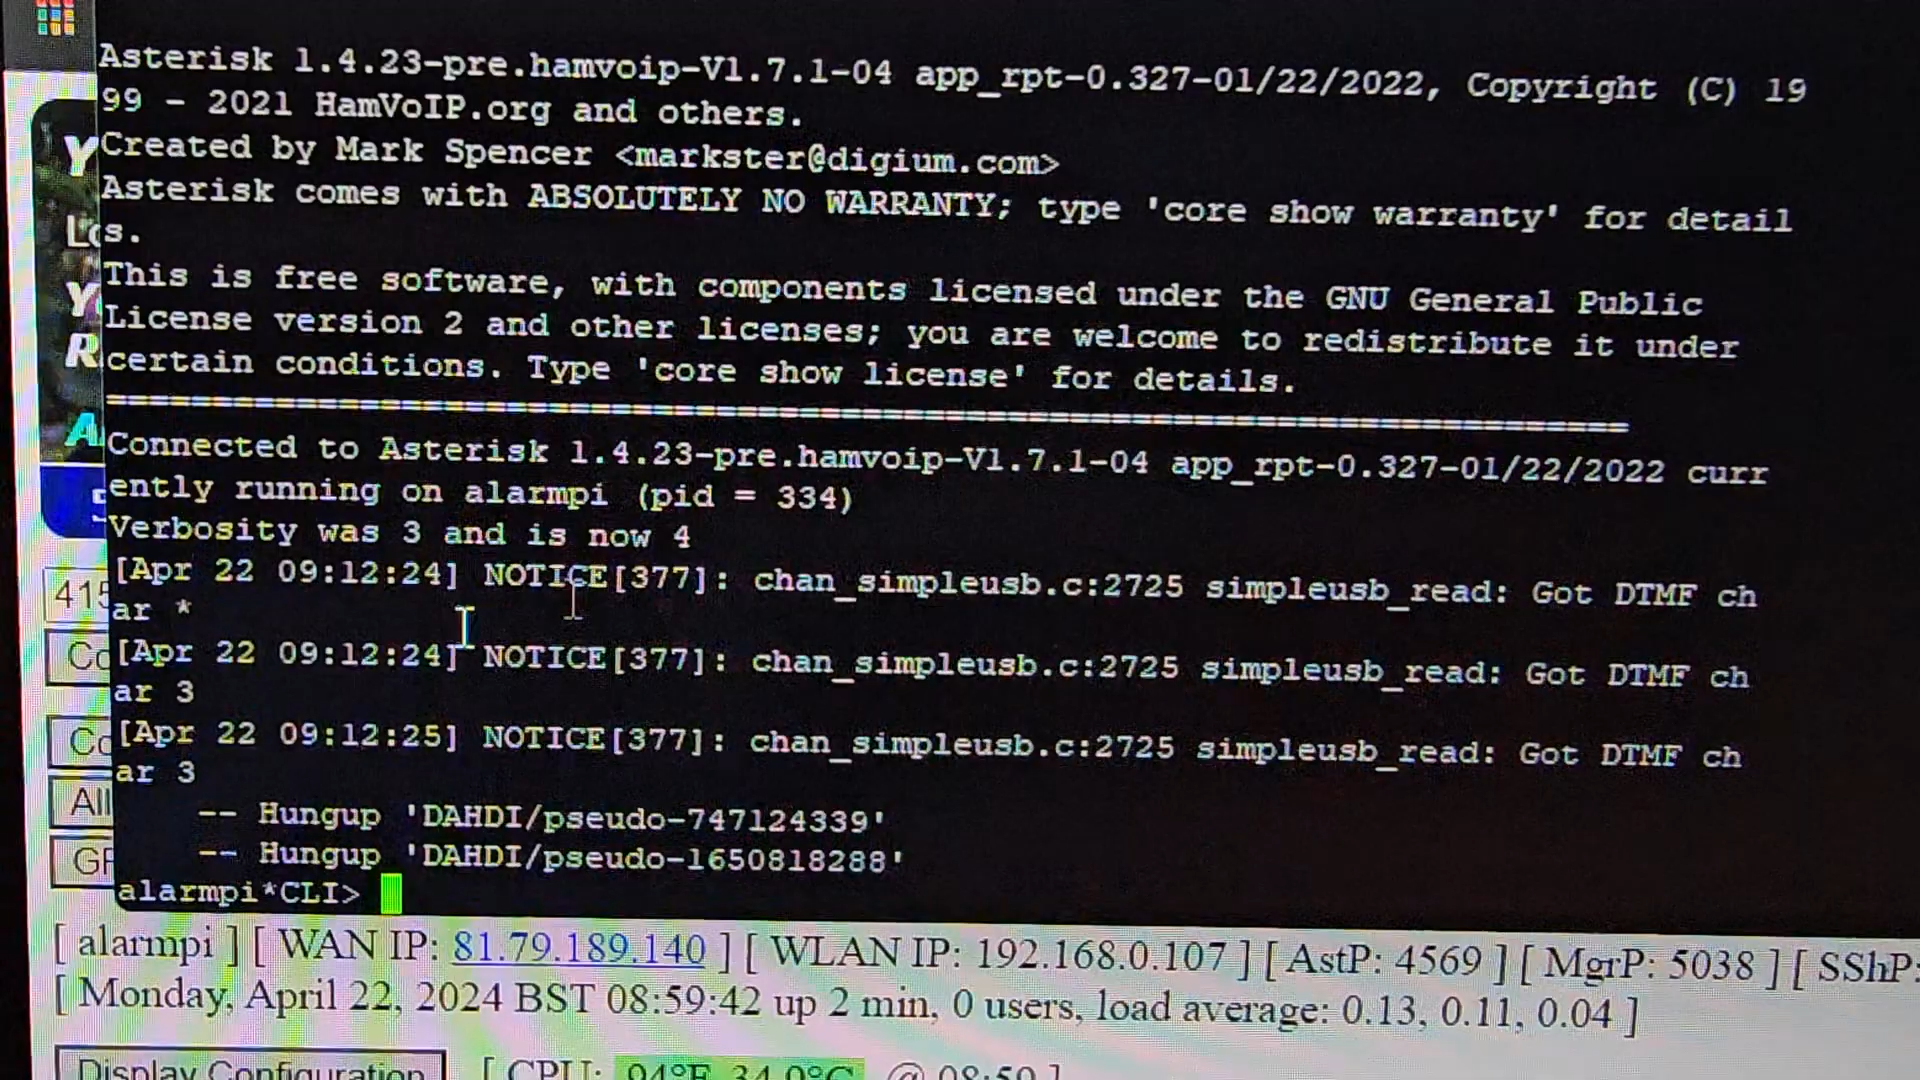 Asterisk 1.4.23-pre.hamvoip-V1.7.1-04 app_rpt-0.327-01/22/2022, Copyright (C) 19
99 - 2021 HamVoIP.org and others.
Created by Mark Spencer <markster@digium.com>
Asterisk comes with ABSOLUTELY NO WARRANTY; type 'core show warranty' for detail
s.
This is free software, with components licensed under the GNU General Public
License version 2 and other licenses; you are welcome to redistribute it under
certain conditions. Type 'core show license' for details.
=========================================================================
Connected to Asterisk 1.4.23-pre.hamvoip-V1.7.1-04 app_rpt-0.327-01/22/2022 curr
ently running on alarmpi (pid = 334)
Verbosity was 3 and is now 4
[Apr 22 09:12:24] NOTICE[377]: chan_simpleusb.c:2725 simpleusb_read: Got DTMF ch
ar *
[Apr 22 09:12:24] NOTICE[377]: chan_simpleusb.c:2725 simpleusb_read: Got DTMF ch
ar 3
[Apr 22 09:12:25] NOTICE[377]: chan_simpleusb.c:2725 simpleusb_read: Got DTMF ch
ar 3
-- Hungup 'DAHDI/pseudo-747124339'
-- Hungup 'DAHDI/pseudo-1650818288'
alarmpi*CLI>
[ alarmpi ] [ WAN IP: 81.79.189.140 ] [ WLAN IP: 192.168.0.107 ] [ AstP: 4569 ] [ MgrP: 5038 ] [ SShP:
[ Monday, April 22, 2024 BST 08:59:42 up 2 min, 0 users, load average: 0.13, 0.11, 0.04 ]
Display Configuration [ CPU: 94°F, 34.0°C @ 08:59 ]